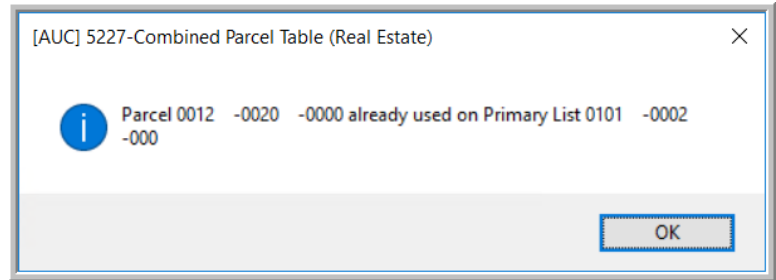 [AUC] 5227-Combined Parcel Table (Real Estate)
Parcel 0012 -0020 -0000 already used on Primary List 0101 -0002
-000
OK